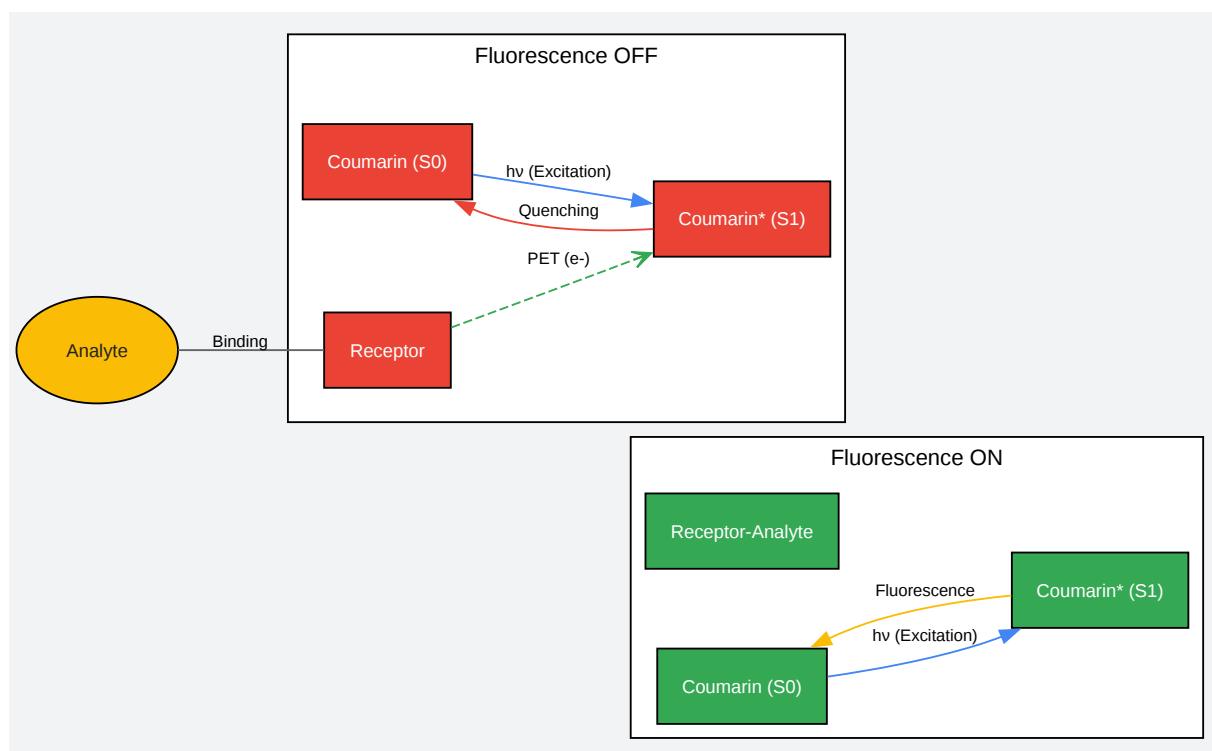 Fluorescence OFF
Coumarin (S0)
hν (Excitation)
Quenching
Coumarin* (S1)
PET (e-)
Analyte
Binding
Receptor
Fluorescence ON
Receptor-Analyte
Fluorescence
Coumarin* (S1)
hν (Excitation)
Coumarin (S0)